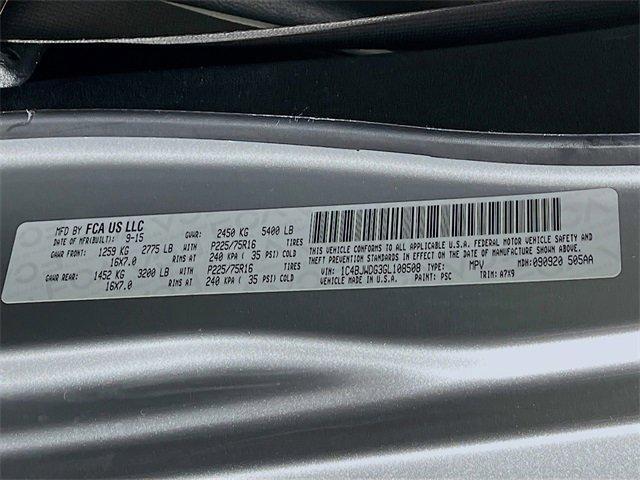 MFD BY FCA US LLC GVWR: 2450 KG 5400 LB
DATE OF MFR(BUILT): 9-15
GAWR FRONT: 1259 KG 2775 LB WITH P225/75R16 TIRES
16X7.0 RIMS AT 240 KPA ( 35 PSI) COLD
GAWR REAR: 1452 KG 3200 LB WITH P225/75R16 TIRES
16X7.0 RIMS AT 240 KPA ( 35 PSI) COLD
THIS VEHICLE CONFORMS TO ALL APPLICABLE U.S.A. FEDERAL MOTOR VEHICLE SAFETY AND
THEFT PREVENTION STANDARDS IN EFFECT ON THE DATE OF MANUFACTURE SHOWN ABOVE.
VIN: 1C4BJWDG3GL108508 TYPE: MPV MDH: 090920 505AA
VEHICLE MADE IN U.S.A. PAINT: PSC TRIM: A7X9